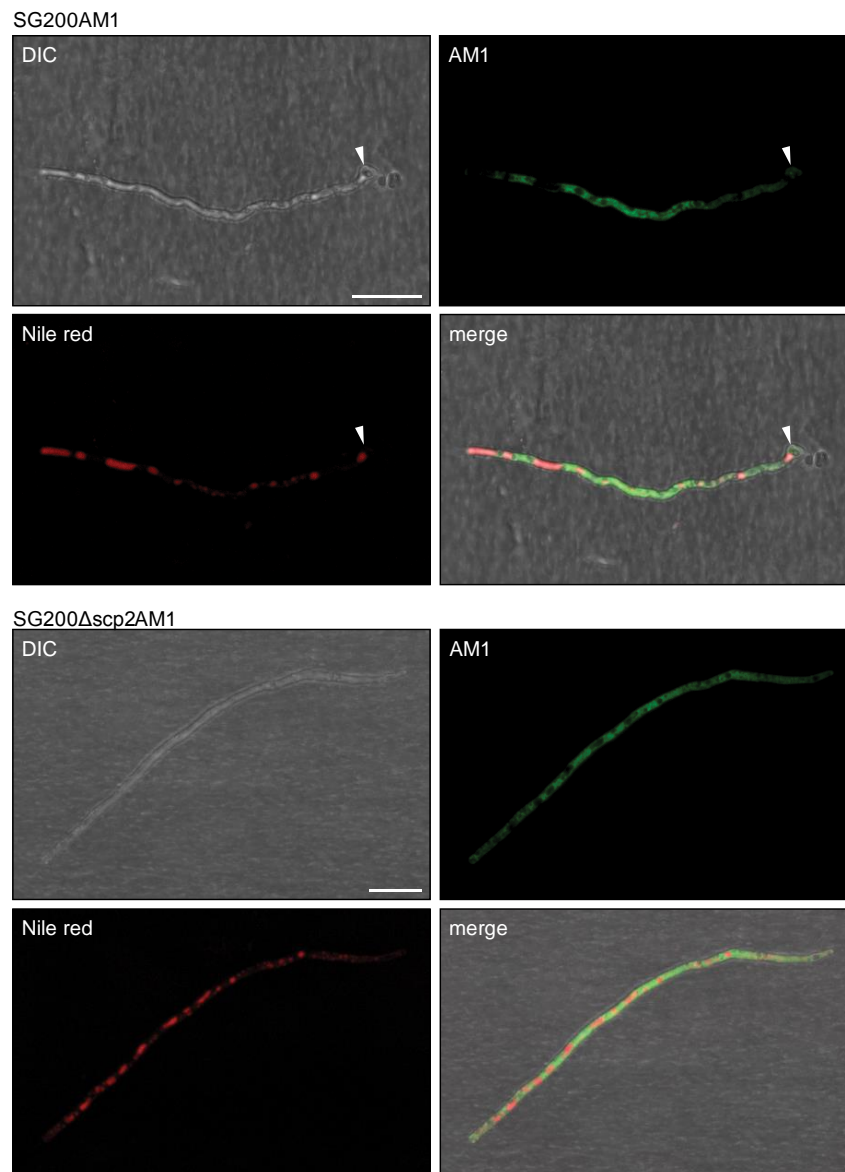 SG200AM1
DIC
AM1
Nile red
merge
SG200Δscp2AM1
DIC
AM1
Nile red
merge